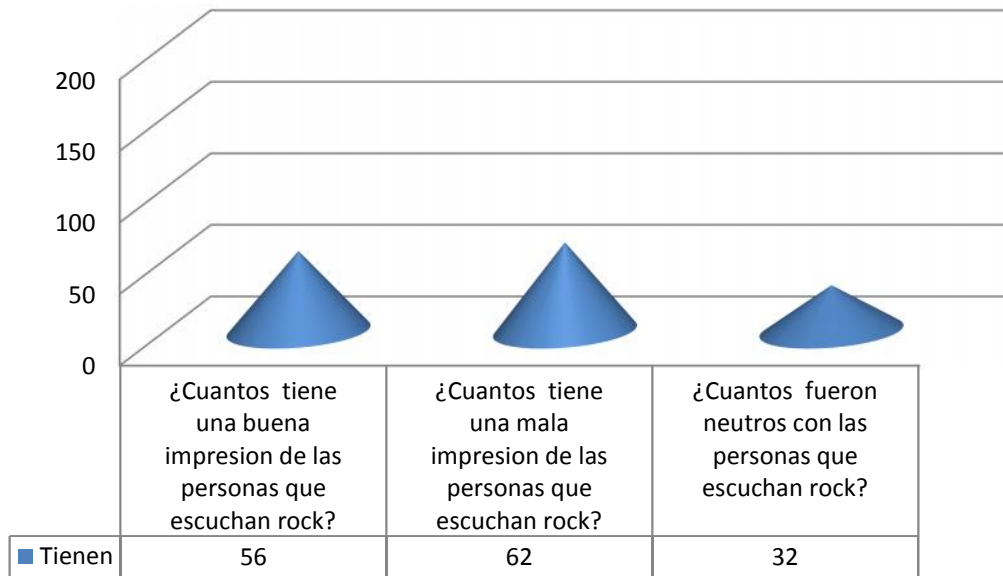 200
150
100
50
0
¿Cuantos tiene
una buena
impresion de las
personas que
escuchan rock?
¿Cuantos tiene
una mala
impresion de las
personas que
escuchan rock?
¿Cuantos fueron
neutros con las
personas que
escuchan rock?
Tienen 56 62 32